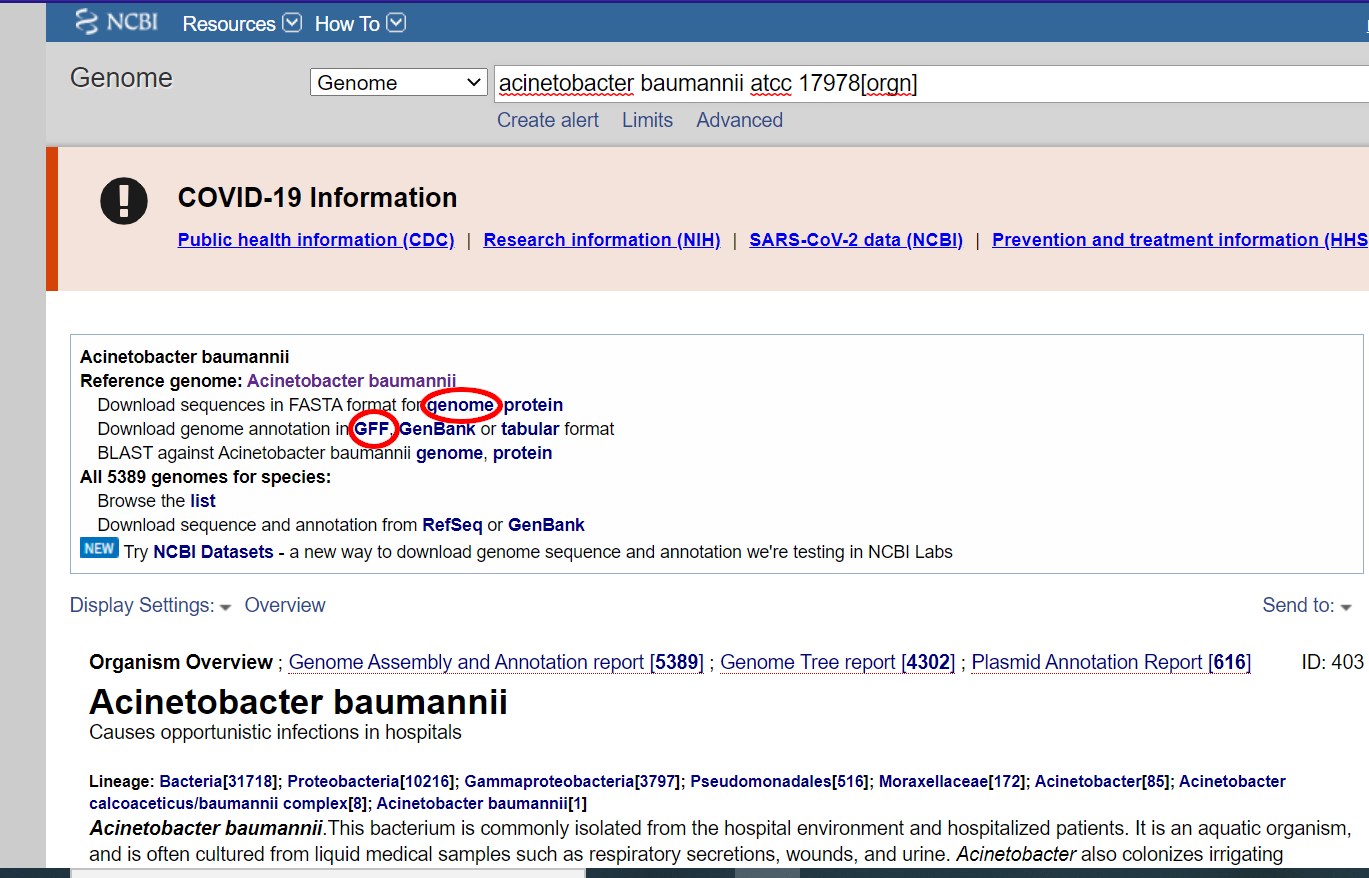 NCBI Resources How To
Genome Genome acinetobacter baumannii atcc 17978[orgn]
Create alert Limits Advanced
COVID-19 Information
Public health information (CDC) | Research information (NIH) | SARS-CoV-2 data (NCBI) | Prevention and treatment information (HHS
Acinetobacter baumannii
Reference genome: Acinetobacter baumannii
Download sequences in FASTA format for genome, protein
Download genome annotation in GFF, GenBank or tabular format
BLAST against Acinetobacter baumannii genome, protein
All 5389 genomes for species:
Browse the list
Download sequence and annotation from RefSeq or GenBank
NEW Try NCBI Datasets - a new way to download genome sequence and annotation we're testing in NCBI Labs
Display Settings: Overview Send to:
Organism Overview ; Genome Assembly and Annotation report [5389] ; Genome Tree report [4302] ; Plasmid Annotation Report [616] ID: 403
Acinetobacter baumannii
Causes opportunistic infections in hospitals
Lineage: Bacteria[31718]; Proteobacteria[10216]; Gammaproteobacteria[3797]; Pseudomonadales[516]; Moraxellaceae[172]; Acinetobacter[85]; Acinetobacter
calcoaceticus/baumannii complex[8]; Acinetobacter baumannii[1]
Acinetobacter baumannii.This bacterium is commonly isolated from the hospital environment and hospitalized patients. It is an aquatic organism,
and is often cultured from liquid medical samples such as respiratory secretions, wounds, and urine. Acinetobacter also colonizes irrigating